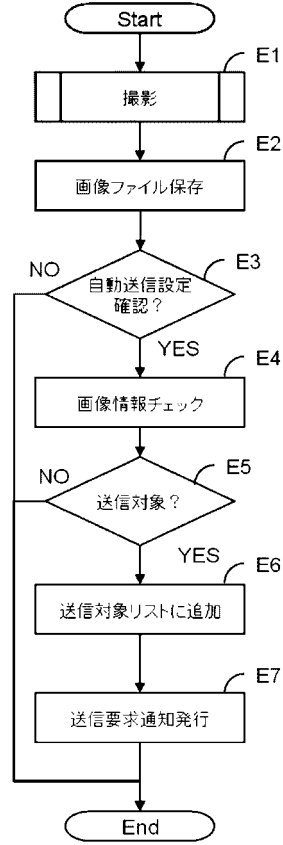 Start
E1
撮影
E2
画像ファイル保存
E3
NO
自動送信設定
確認？
YES
E4
画像情報チェック
E5
NO
送信対象？
YES
E6
送信対象リストに追加
E7
送信要求通知発行
End